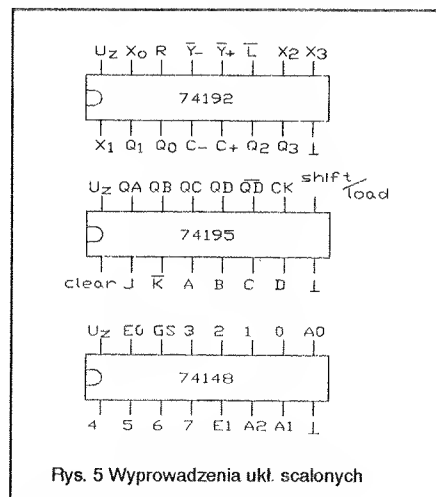 Uz X0 R Y̅- Y̅+ L̅ X2 X3
74192
X1 Q1 Q0 C- C+ Q2 Q3 ⊥
Uz QA QB QC QD Q̅D̅ CK shift/load
74195
clear J K̅ A B C D ⊥
Uz E0 GS 3 2 1 0 A0
74148
4 5 6 7 E1 A2 A1 ⊥
Rys. 5 Wyprowadzenia ukł. scalonych